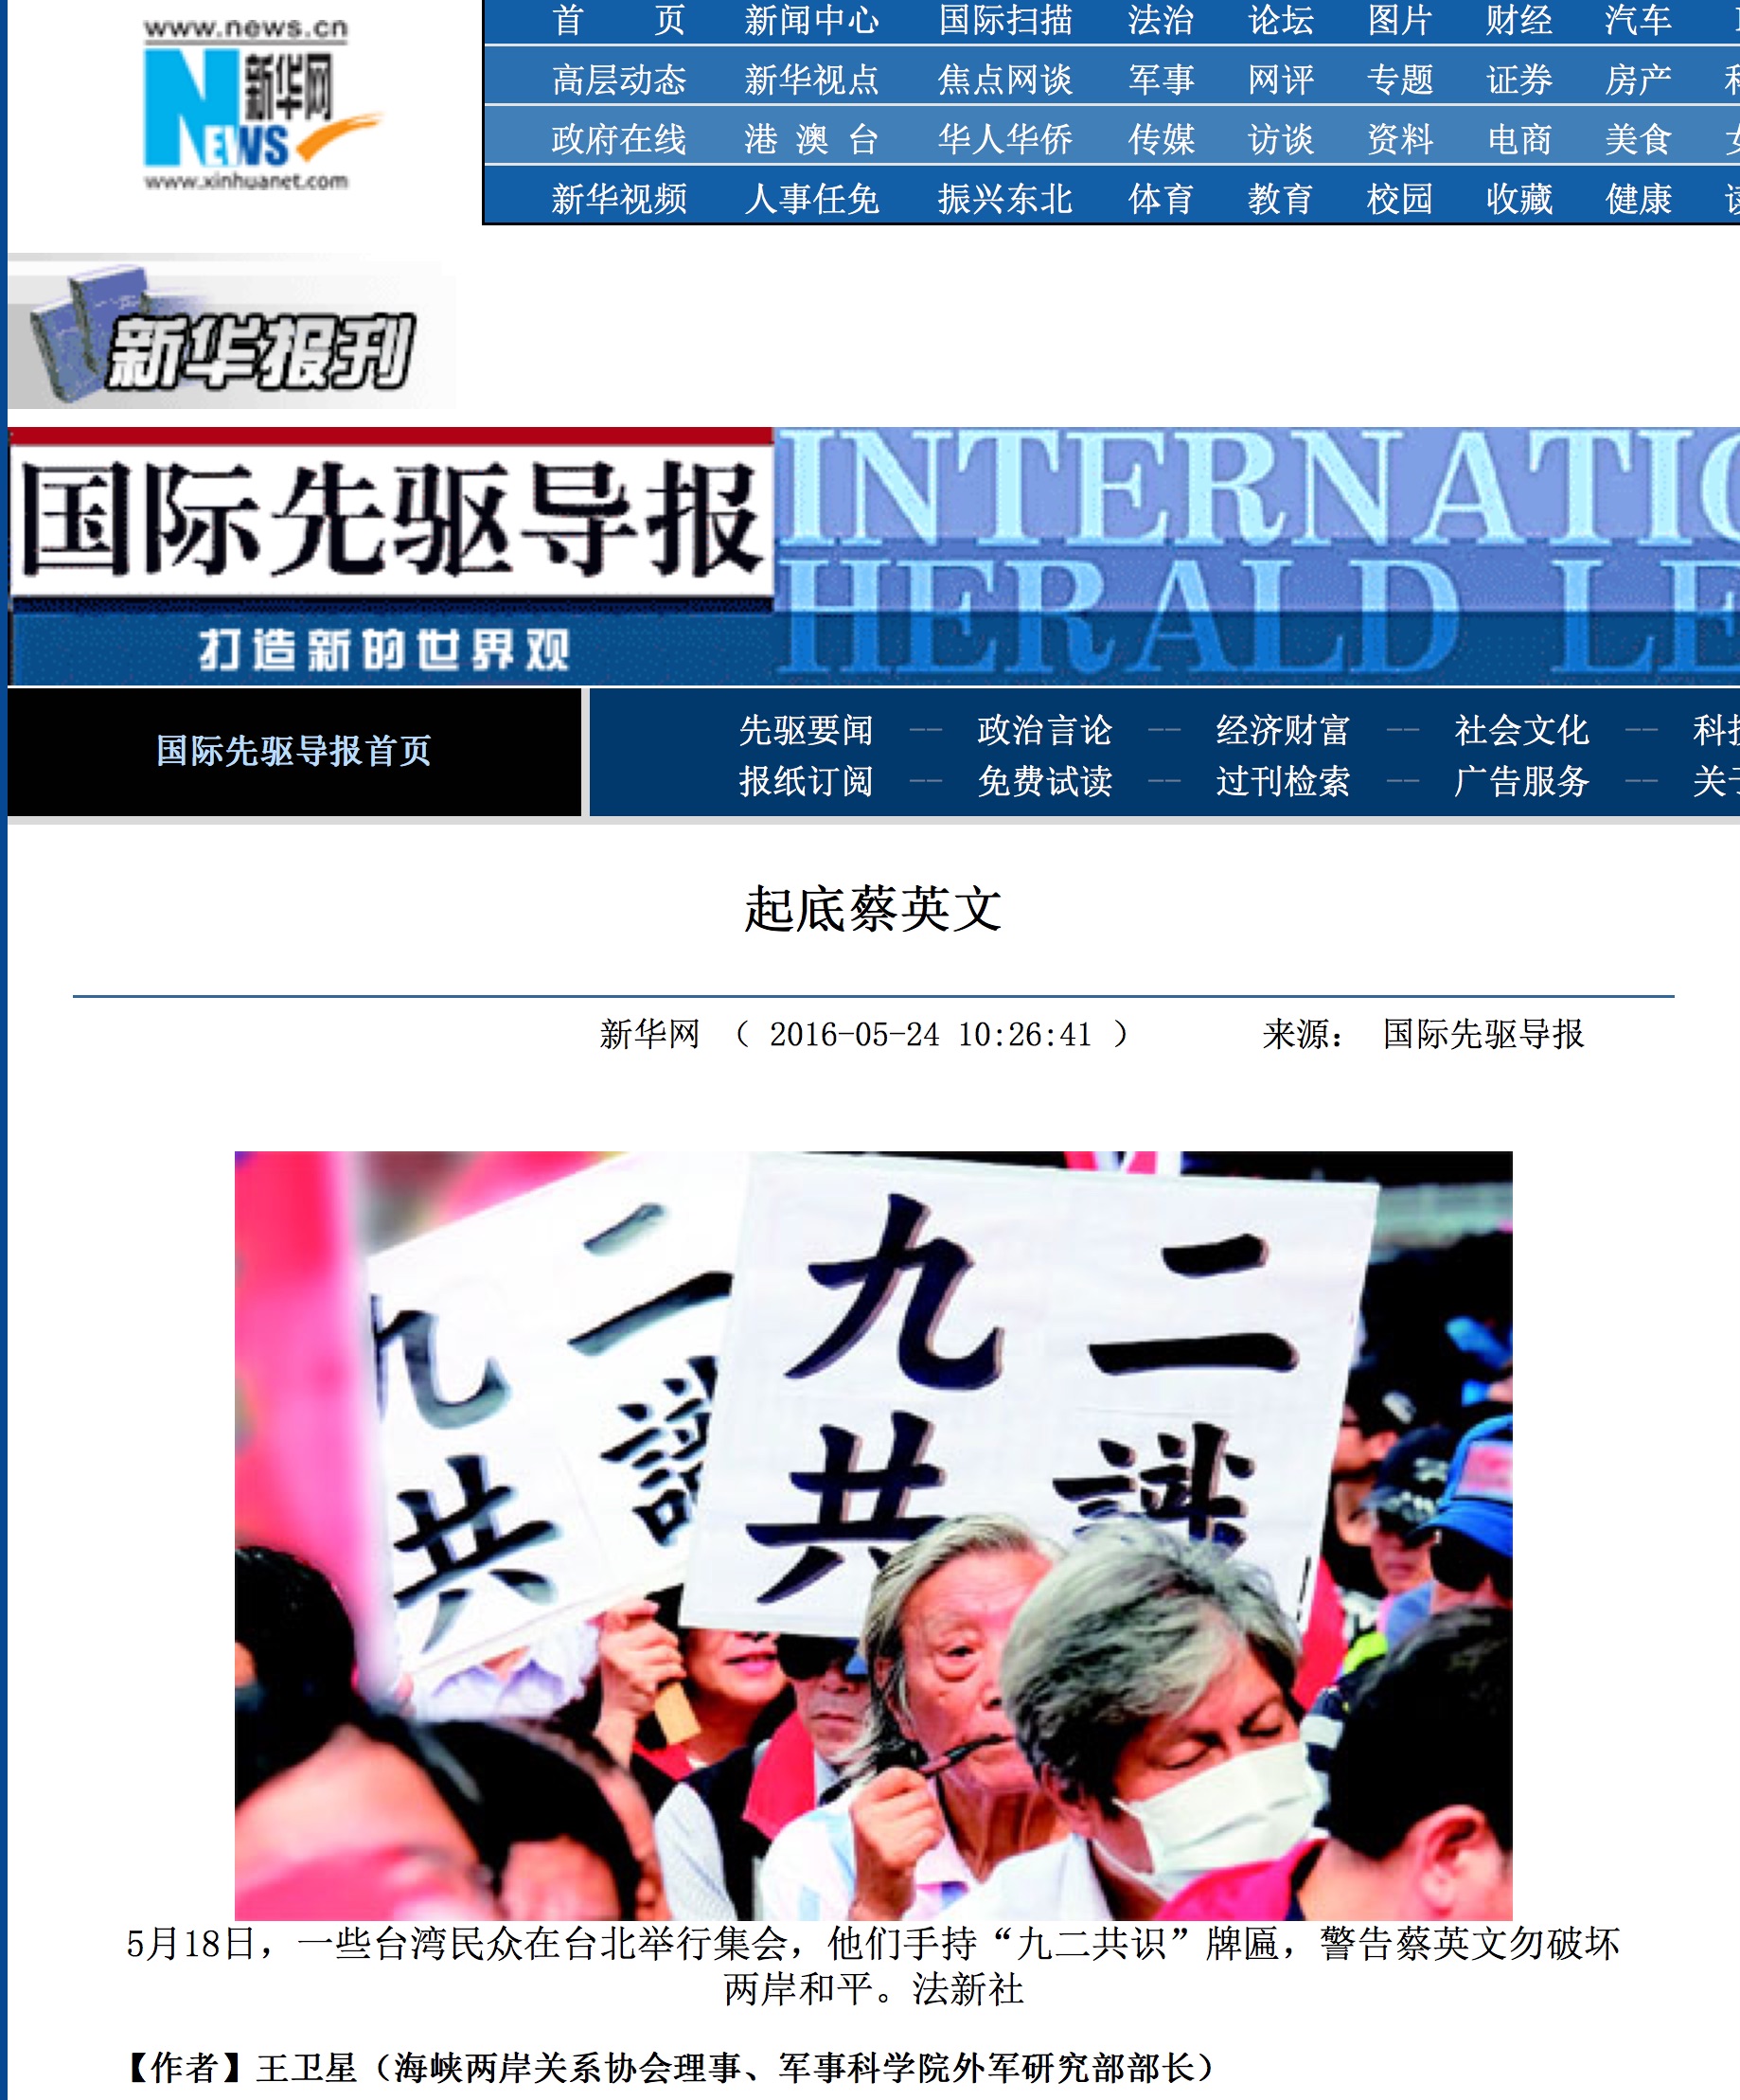 www.news.cn
新华网
NEWS
www.xinhuanet.com
首 页 新闻中心 国际扫描 法治 论坛 图片 财经 汽车
高层动态 新华视点 焦点网谈 军事 网评 专题 证券 房产
政府在线 港 澳 台 华人华侨 传媒 访谈 资料 电商 美食
新华视频 人事任免 振兴东北 体育 教育 校园 收藏 健康
新华报刊
国际先驱导报
INTERNATIO
HERALD LE
打造新的世界观
国际先驱导报首页
先驱要闻 -- 政治言论 -- 经济财富 -- 社会文化 -- 科技
报纸订阅 -- 免费试读 -- 过刊检索 -- 广告服务 -- 关于
起底蔡英文
新华网 （ 2016-05-24 10:26:41 ） 来源： 国际先驱导报
九二
共識
九二
共識
5月18日，一些台湾民众在台北举行集会，他们手持“九二共识”牌匾，警告蔡英文勿破坏
两岸和平。法新社
【作者】王卫星（海峡两岸关系协会理事、军事科学院外军研究部部长）